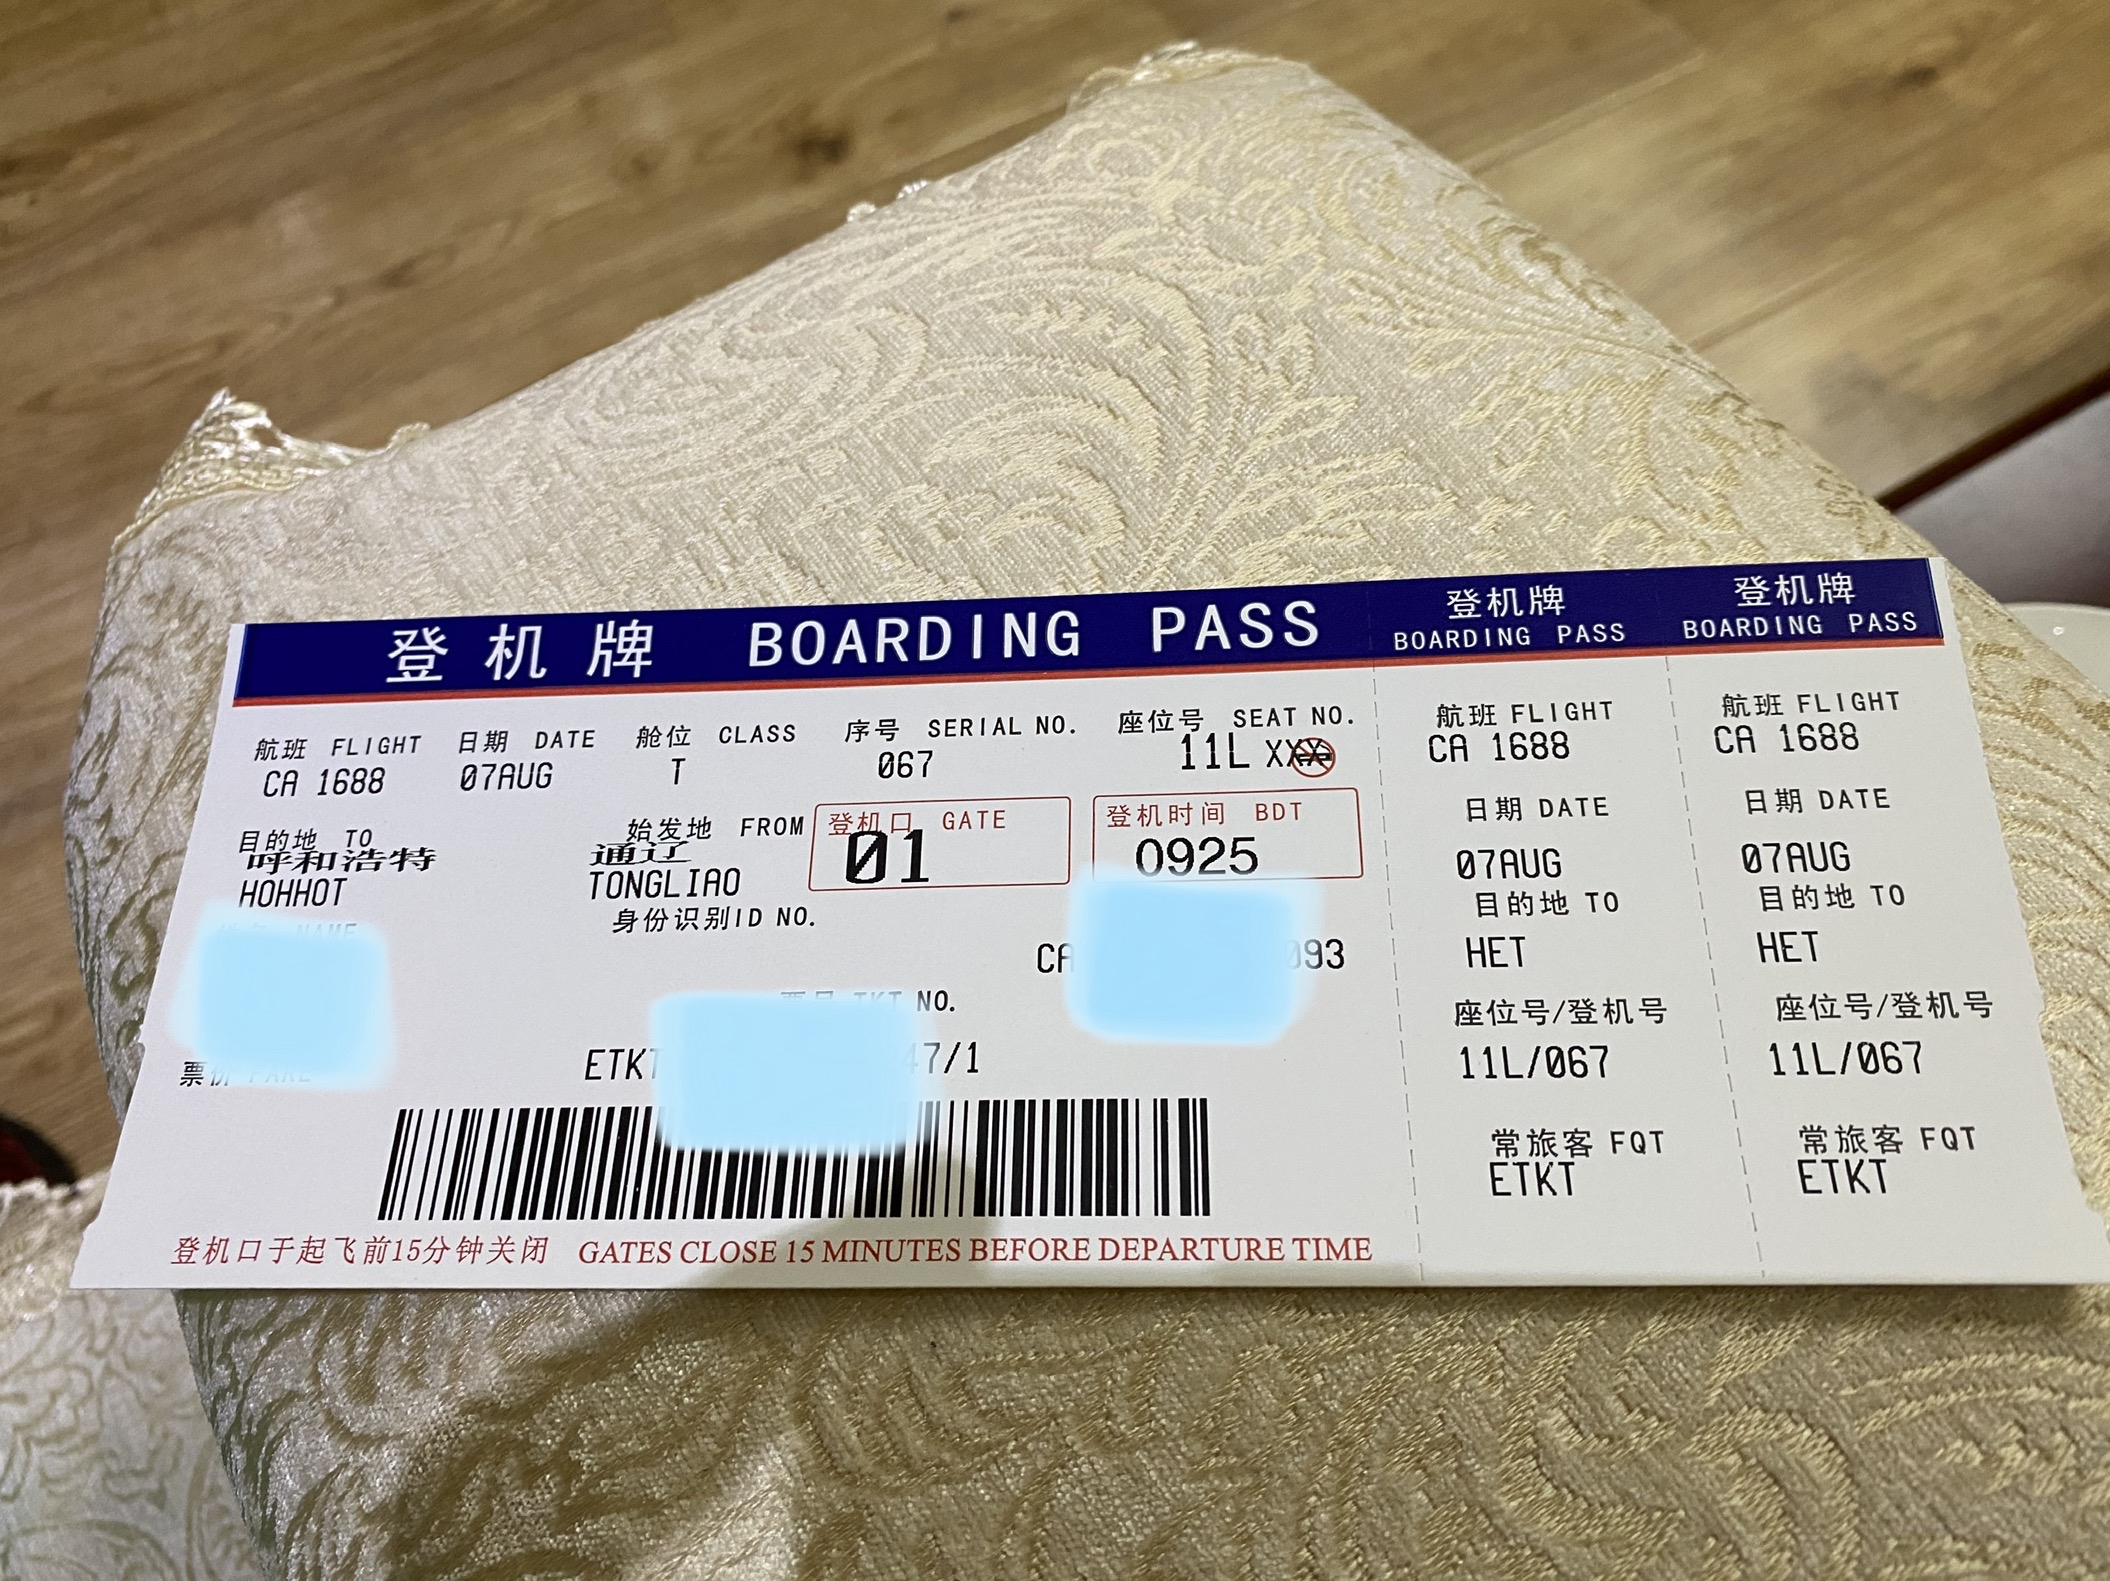 登机牌 BOARDING PASS
航班 FLIGHT 日期 DATE 舱位 CLASS 序号 SERIAL NO. 座位号 SEAT NO.
CA 1688 07AUG T 067 11L XXX
目的地 TO 始发地 FROM 登机口 GATE 登机时间 BDT
呼和浩特 通辽 01 0925
HOHHOT TONGLIAO
身份识别ID NO.
NAME
CA 093
TKT NO.
票价 FARE
ETKT 47/1
登机口于起飞前15分钟关闭 GATES CLOSE 15 MINUTES BEFORE DEPARTURE TIME
登机牌
BOARDING PASS
航班 FLIGHT
CA 1688
日期 DATE
07AUG
目的地 TO
HET
座位号/登机号
11L/067
常旅客 FQT
ETKT
登机牌
BOARDING PASS
航班 FLIGHT
CA 1688
日期 DATE
07AUG
目的地 TO
HET
座位号/登机号
11L/067
常旅客 FQT
ETKT